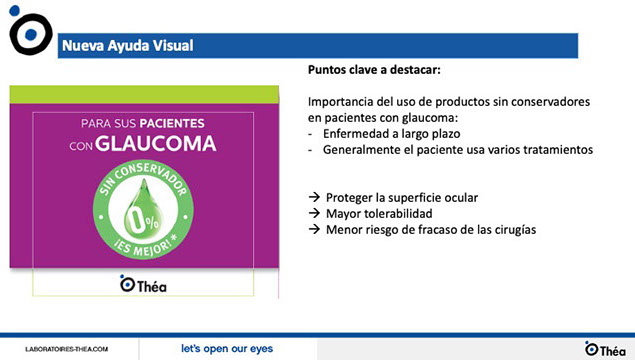 Nueva Ayuda Visual
PARA SUS PACIENTES
CON GLAUCOMA
SIN CONSERVADOR
0%
¡ES MEJOR!*
Théa
Puntos clave a destacar:
Importancia del uso de productos sin conservadores
en pacientes con glaucoma:
- Enfermedad a largo plazo
- Generalmente el paciente usa varios tratamientos
→ Proteger la superficie ocular
→ Mayor tolerabilidad
→ Menor riesgo de fracaso de las cirugías
LABORATOIRES-THEA.COM
let's open our eyes
Théa